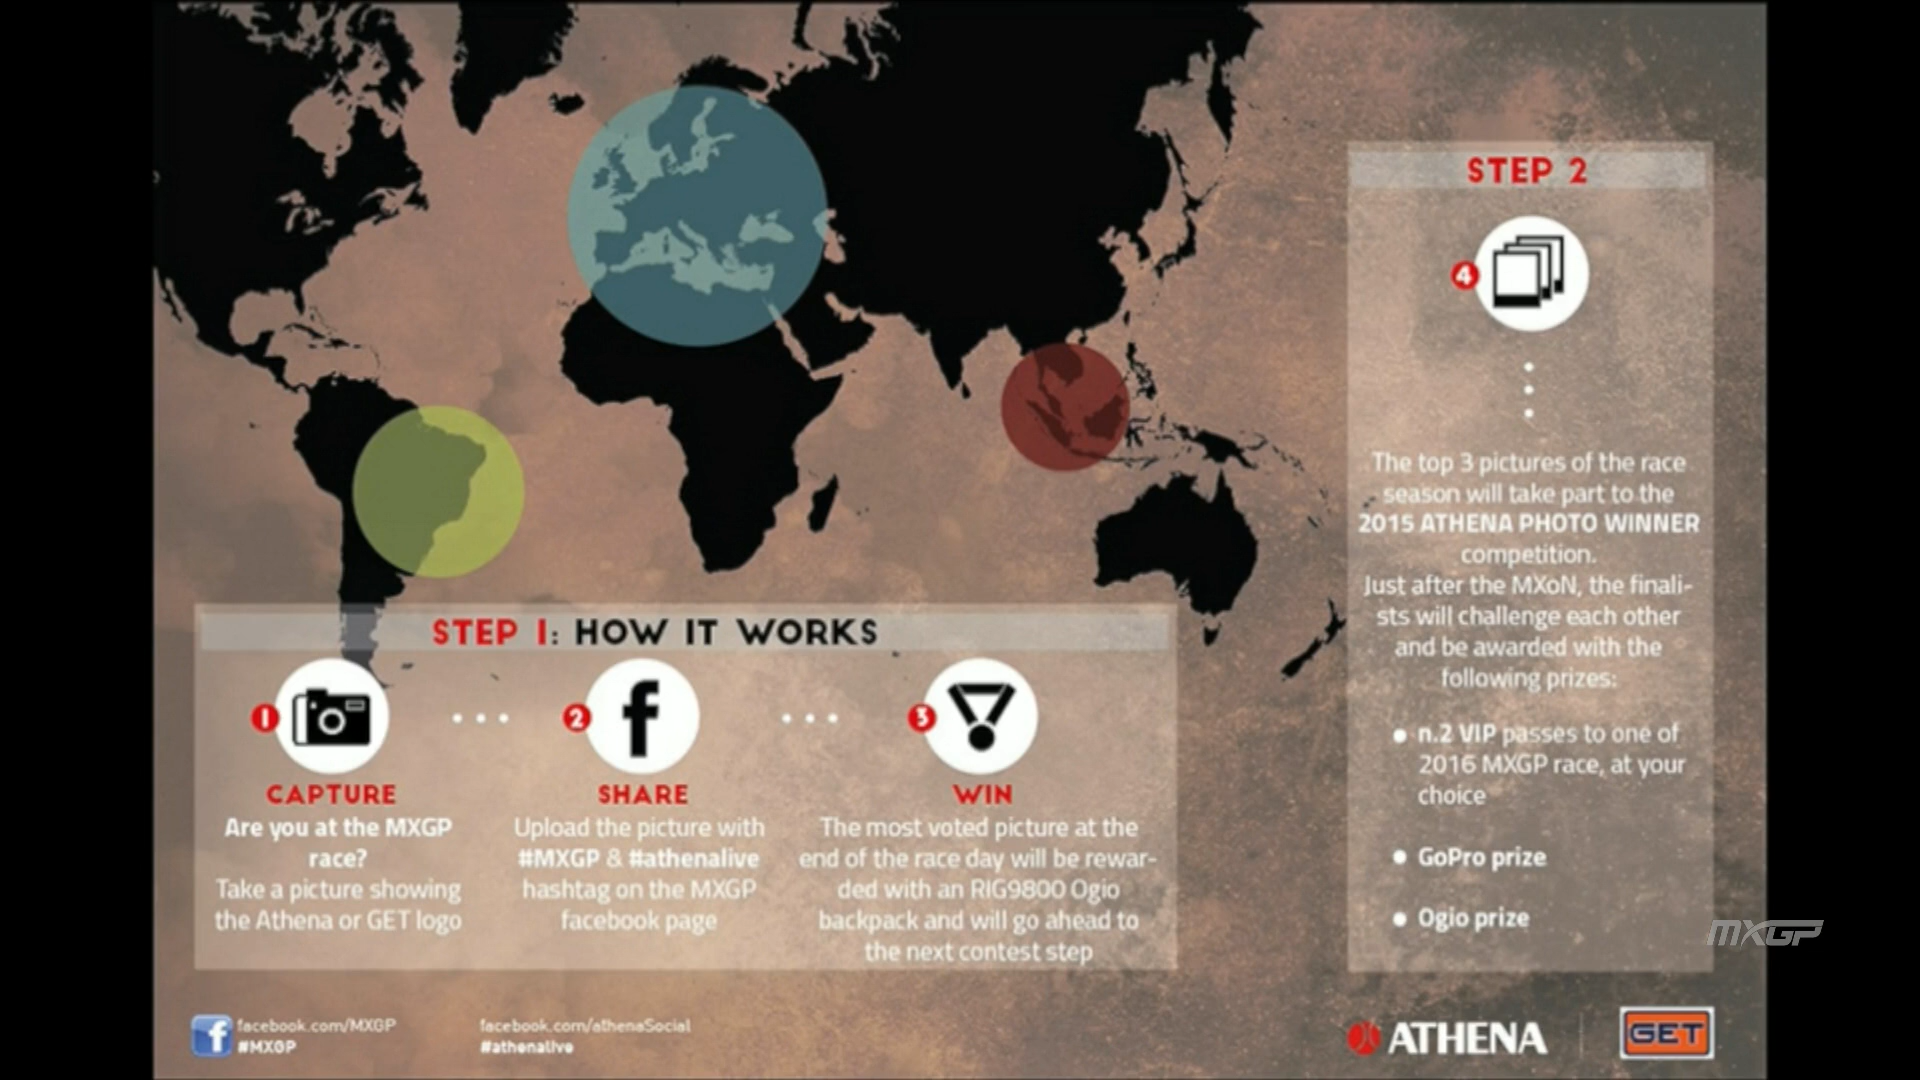 STEP 1: HOW IT WORKS
1
CAPTURE
Are you at the MXGP
race?
Take a picture showing
the Athena or GET logo
2
SHARE
Upload the picture with
#MXGP & #athenalive
hashtag on the MXGP
facebook page
3
WIN
The most voted picture at the
end of the race day will be rewar-
ded with an RIG9800 Ogio
backpack and will go ahead to
the next contest step
STEP 2
4
The top 3 pictures of the race
season will take part to the
2015 ATHENA PHOTO WINNER
competition.
Just after the MXoN, the finali-
sts will challenge each other
and be awarded with the
following prizes:
• n.2 VIP passes to one of
2016 MXGP race, at your
choice
• GoPro prize
• Ogio prize
MXGP
facebook.com/MXGP
#MXGP
facebook.com/athenaSocial
#athenalive
ATHENA
GET